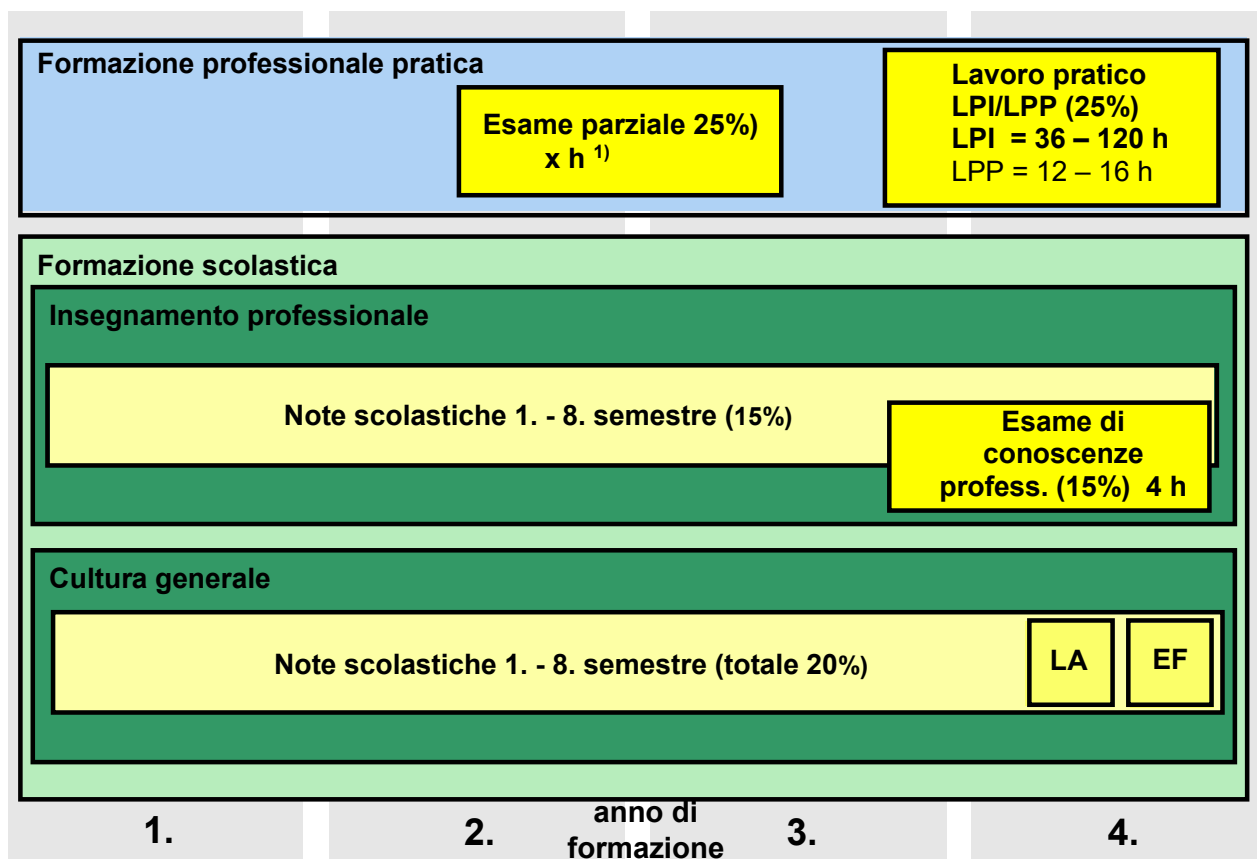 Formazione professionale pratica
Esame parziale 25%)
x h 1)
Lavoro pratico
LPI/LPP (25%)
LPI = 36 – 120 h
LPP = 12 – 16 h
Formazione scolastica
Insegnamento professionale
Note scolastiche 1. - 8. semestre (15%)
Esame di
conoscenze
profess. (15%) 4 h
Cultura generale
Note scolastiche 1. - 8. semestre (totale 20%)
LA
EF
1.
2.
anno di
formazione
3.
4.